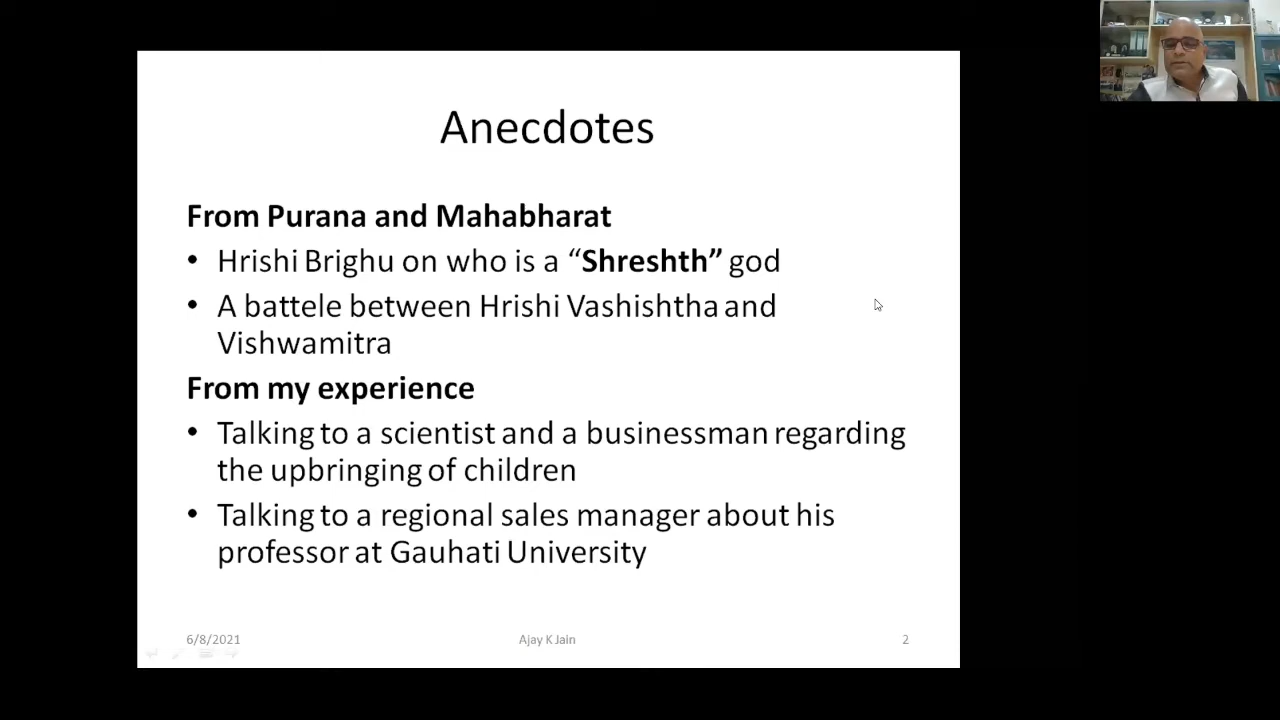 Anecdotes
From Purana and Mahabharat
• Hrishi Brighu on who is a “Shreshth” god
• A battele between Hrishi Vashishtha and
Vishwamitra
From my experience
• Talking to a scientist and a businessman regarding
the upbringing of children
• Talking to a regional sales manager about his
professor at Gauhati University
6/8/2021
Ajay K Jain
2